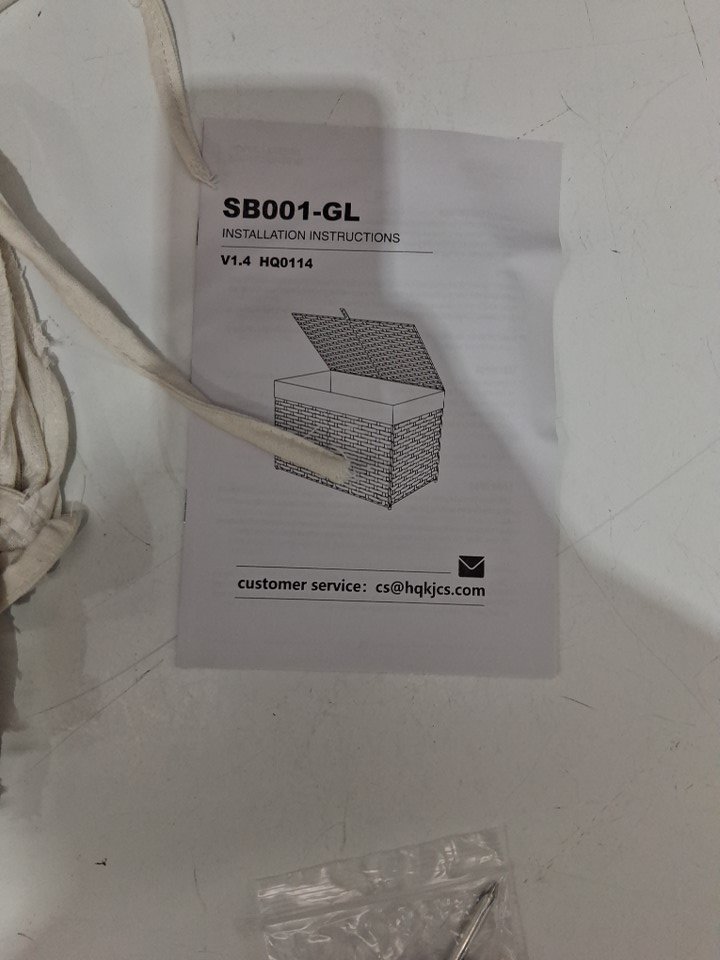 SB001-GL
INSTALLATION INSTRUCTIONS
V1.4 HQ0114
customer service: cs@hqkjcs.com